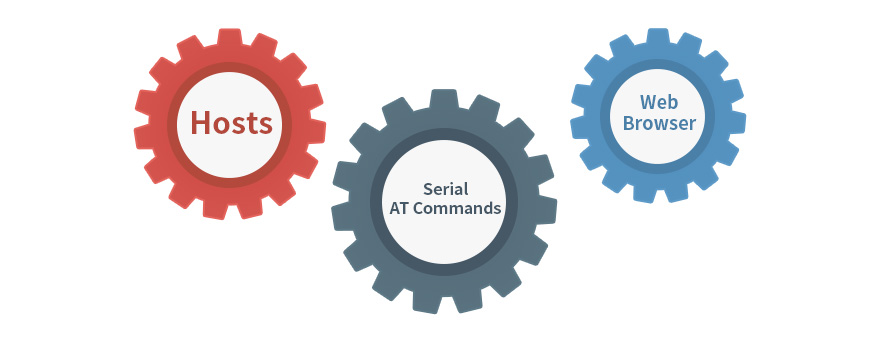 Hosts
Serial
AT Commands
Web
Browser